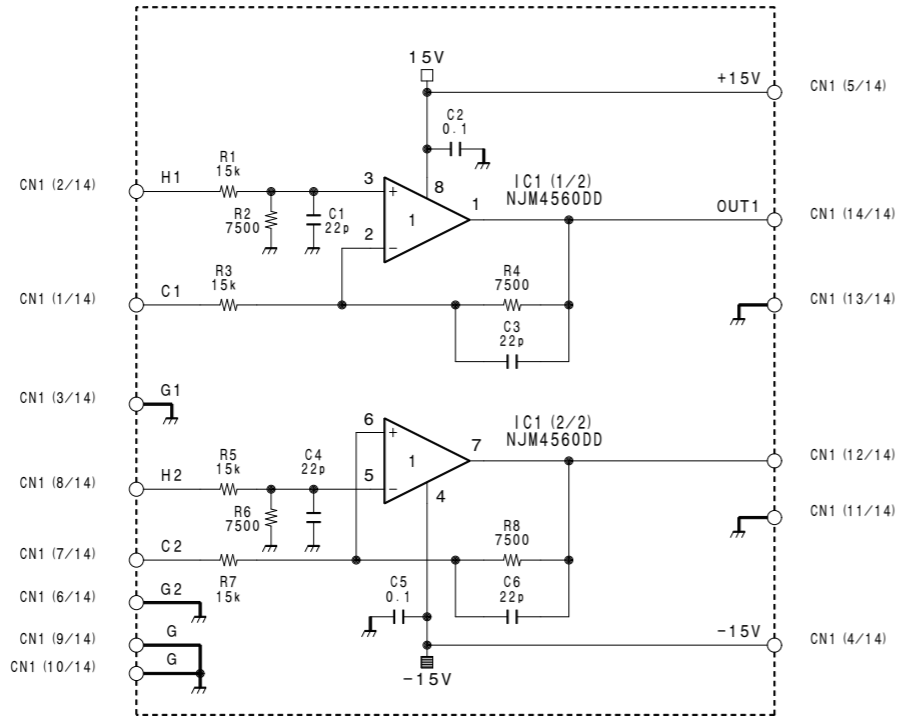 15V
+15V
CN1 (5/14)
C2
0.1
CN1 (2/14)
H1
R1
15k
3
+
8
IC1 (1/2)
NJM4560DD
R2
7500
C1
22p
1
1
OUT1
CN1 (14/14)
2
−
CN1 (1/14)
C1
R3
15k
R4
7500
CN1 (13/14)
C3
22p
CN1 (3/14)
G1
6
+
IC1 (2/2)
NJM4560DD
7
CN1 (12/14)
CN1 (8/14)
H2
R5
15k
C4
22p
5
−
1
4
R6
7500
CN1 (11/14)
R8
7500
CN1 (7/14)
C2
R7
15k
C5
0.1
C6
22p
CN1 (6/14)
G2
CN1 (9/14)
G
−15V
CN1 (4/14)
CN1 (10/14)
G
−15V